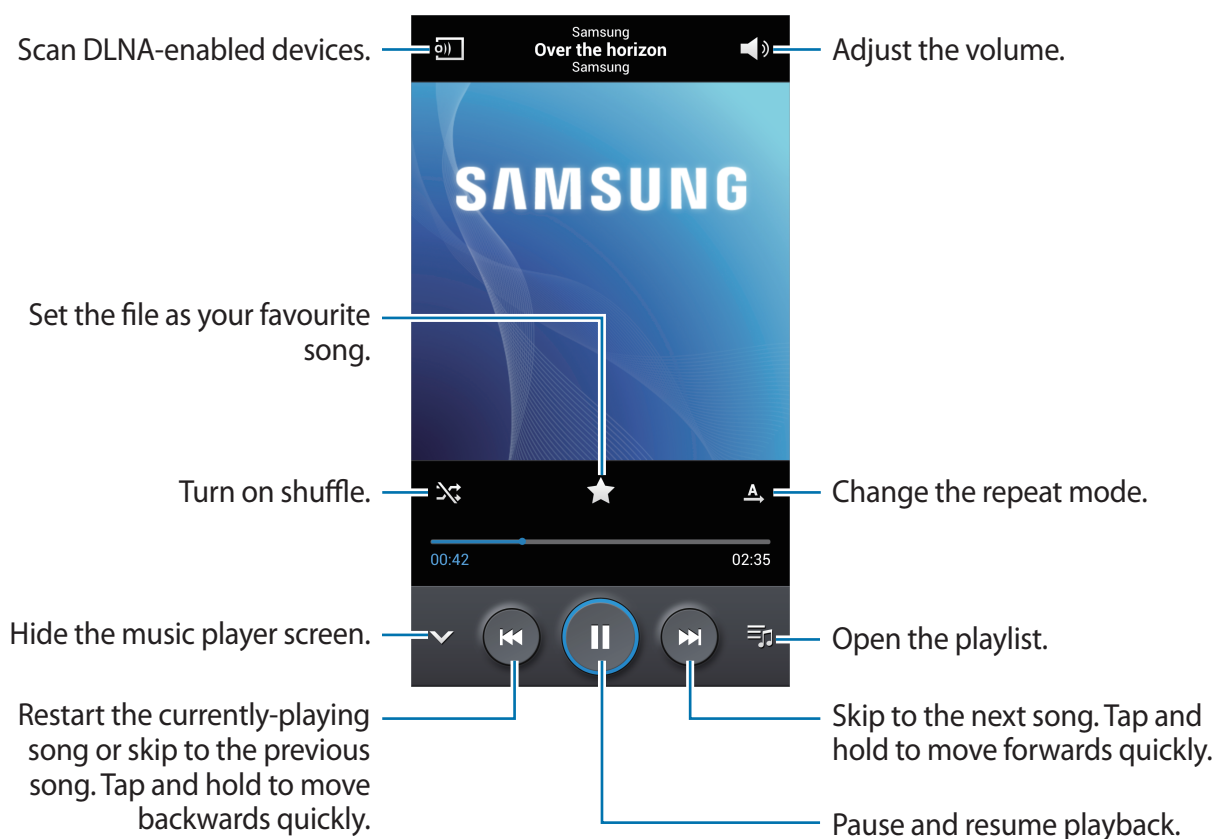 Scan DLNA-enabled devices.
Samsung
Over the horizon
Samsung
Adjust the volume.
SAMSUNG
Set the file as your favourite
song.
Turn on shuffle.
A
Change the repeat mode.
00:42
02:35
Hide the music player screen.
Open the playlist.
Restart the currently-playing
song or skip to the previous
song. Tap and hold to move
backwards quickly.
Skip to the next song. Tap and
hold to move forwards quickly.
Pause and resume playback.